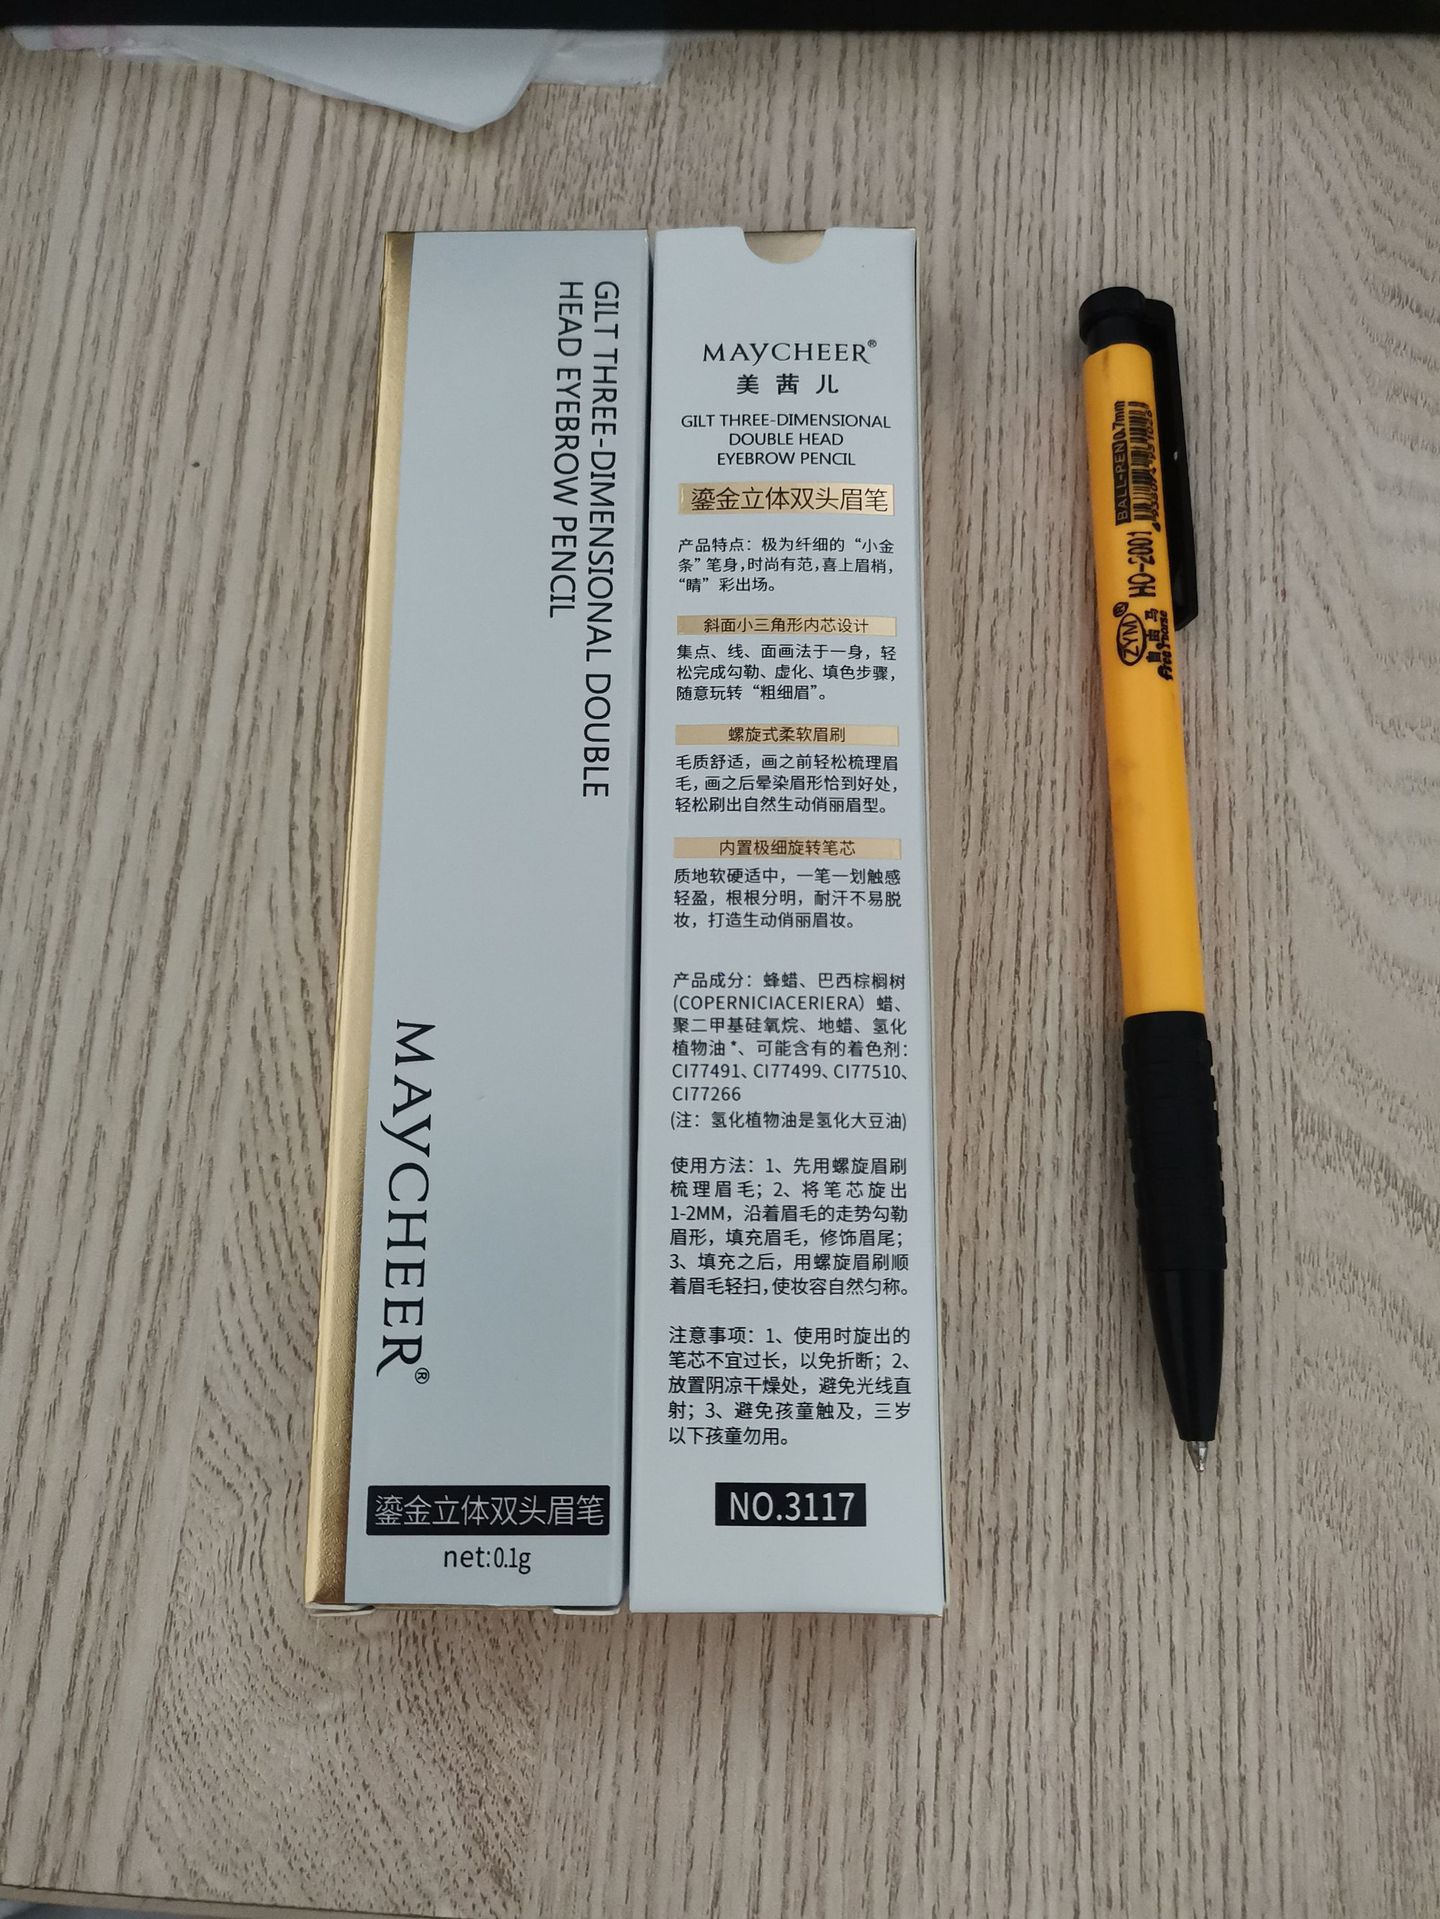 GILT THREE-DIMENSIONAL DOUBLE
HEAD EYEBROW PENCIL
MAYCHEER®
鎏金立体双头眉笔
net:0.1g
MAYCHEER®
美茜儿
GILT THREE-DIMENSIONAL
DOUBLE HEAD
EYEBROW PENCIL
鎏金立体双头眉笔
产品特点：极为纤细的“小金
条”笔身,时尚有范,喜上眉梢，
“睛”彩出场。
斜面小三角形内芯设计
集点、线、面画法于一身，轻
松完成勾勒、虚化、填色步骤，
随意玩转“粗细眉”。
螺旋式柔软眉刷
毛质舒适，画之前轻松梳理眉
毛，画之后晕染眉形恰到好处，
轻松刷出自然生动俏丽眉型。
内置极细旋转笔芯
质地软硬适中，一笔一划触感
轻盈，根根分明，耐汗不易脱
妆，打造生动俏丽眉妆。
产品成分：蜂蜡、巴西棕榈树
(COPERNICIACERIERA）蜡、
聚二甲基硅氧烷、地蜡、氢化
植物油*、可能含有的着色剂：
CI77491、CI77499、CI77510、
CI77266
(注：氢化植物油是氢化大豆油)
使用方法：1、先用螺旋眉刷
梳理眉毛；2、将笔芯旋出
1-2MM，沿着眉毛的走势勾勒
眉形，填充眉毛，修饰眉尾；
3、填充之后，用螺旋眉刷顺
着眉毛轻扫,使妆容自然匀称。
注意事项：1、使用时旋出的
笔芯不宜过长，以免折断；2、
放置阴凉干燥处，避免光线直
射；3、避免孩童触及，三岁
以下孩童勿用。
NO.3117
BALL-PEN 0.7mm
HO-2001
ZYM®
自由马
Free horse